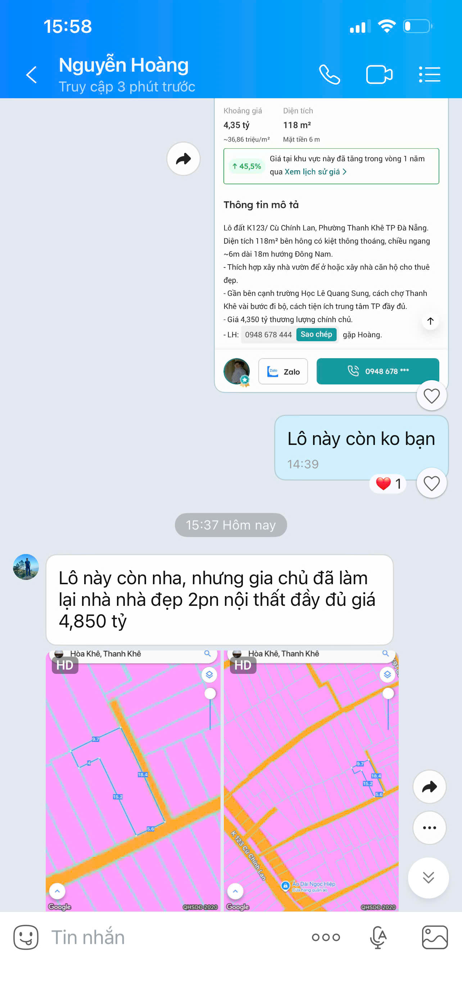 15:58
Nguyễn Hoàng
Truy cập 3 phút trước
Khoảng giá Diện tích
4,35 tỷ 118 m²
~36,86 triệu/m² Mặt tiền 6 m
↑ 45,5%
Giá tại khu vực này đã tăng trong vòng 1 năm
qua Xem lịch sử giá >
Thông tin mô tả
Lô đất K123/ Cù Chính Lan, Phường Thanh Khê TP Đà Nẵng.
Diện tích 118m² bên hông có kiệt thông thoáng, chiều ngang
~6m dài 18m hướng Đông Nam.
- Thích hợp xây nhà vườn để ở hoặc xây nhà căn hộ cho thuê
đẹp.
- Gần bên cạnh trường Học Lê Quang Sung, cách chợ Thanh
Khê vài bước đi bộ, cách tiện ích trung tâm TP đầy đủ.
- Giá 4,350 tỷ thương lượng chính chủ.
- LH: 0948 678 444 Sao chép gặp Hoàng.
Zalo Zalo 0948 678 ***
Lô này còn ko bạn
14:39
1
15:37 Hôm nay
Lô này còn nha, nhưng gia chủ đã làm
lại nhà nhà đẹp 2pn nội thất đầy đủ giá
4,850 tỷ
Hòa Khê, Thanh Khê
HD
9.7
4
18.4
15.2
5.6
Google
QHSDĐ 2020
Hòa Khê, Thanh Khê
HD
9.7
18.4
15.2
5.6
K 123 Cù Chính Lan
Áo Dài Ngọc Hiệp
Cửa hàng quần áo
Google
QHSDĐ 2020
Tin nhắn